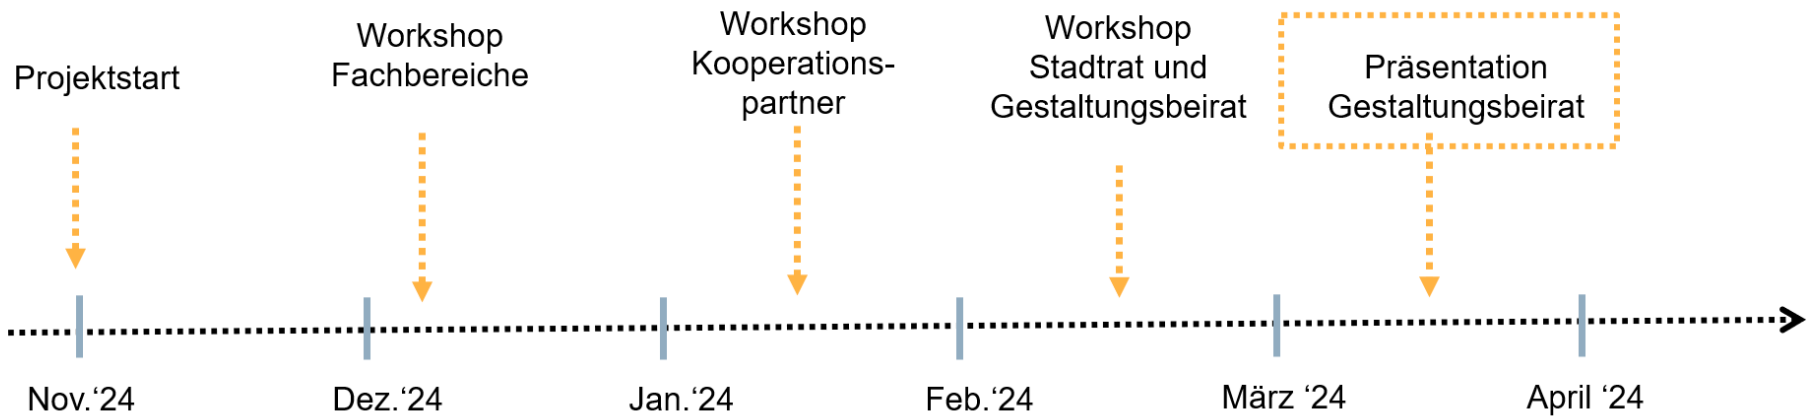 Projektstart
Workshop
Fachbereiche
Workshop
Kooperations-
partner
Workshop
Stadtrat und
Gestaltungsbeirat
Präsentation
Gestaltungsbeirat
Nov.‘24
Dez.‘24
Jan.‘24
Feb.‘24
März ‘24
April ‘24